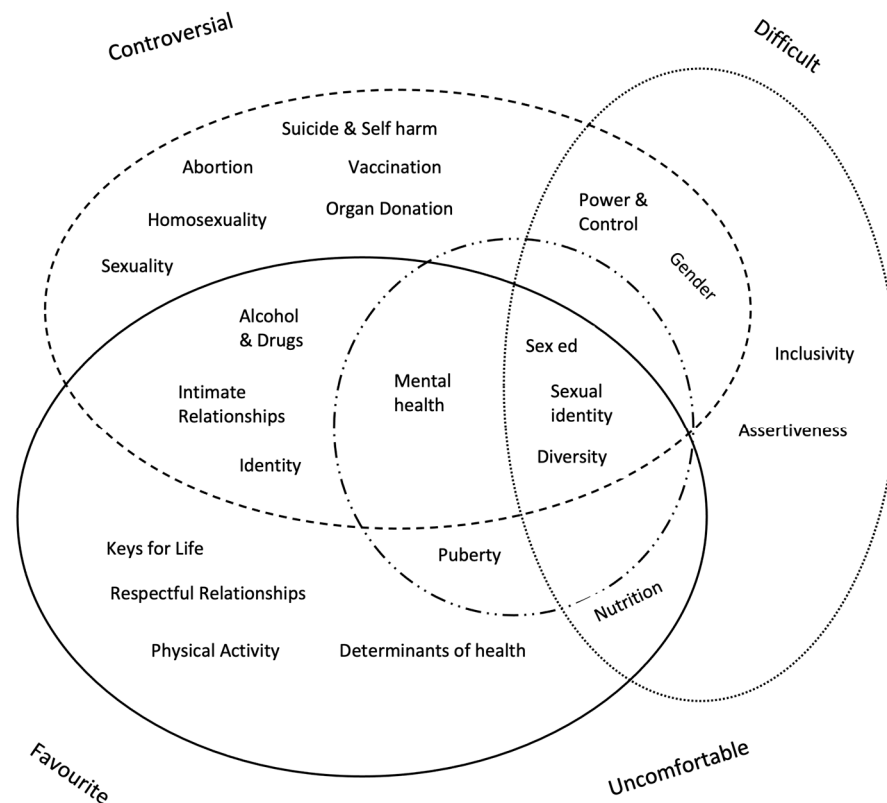 Controversial
Difficult
Suicide & Self harm
Abortion
Vaccination
Homosexuality
Organ Donation
Power &
Control
Sexuality
Gender
Alcohol
& Drugs
Sex ed
Inclusivity
Mental
health
Intimate
Relationships
Sexual
identity
Assertiveness
Identity
Diversity
Keys for Life
Puberty
Respectful Relationships
Nutrition
Physical Activity
Determinants of health
Favourite
Uncomfortable